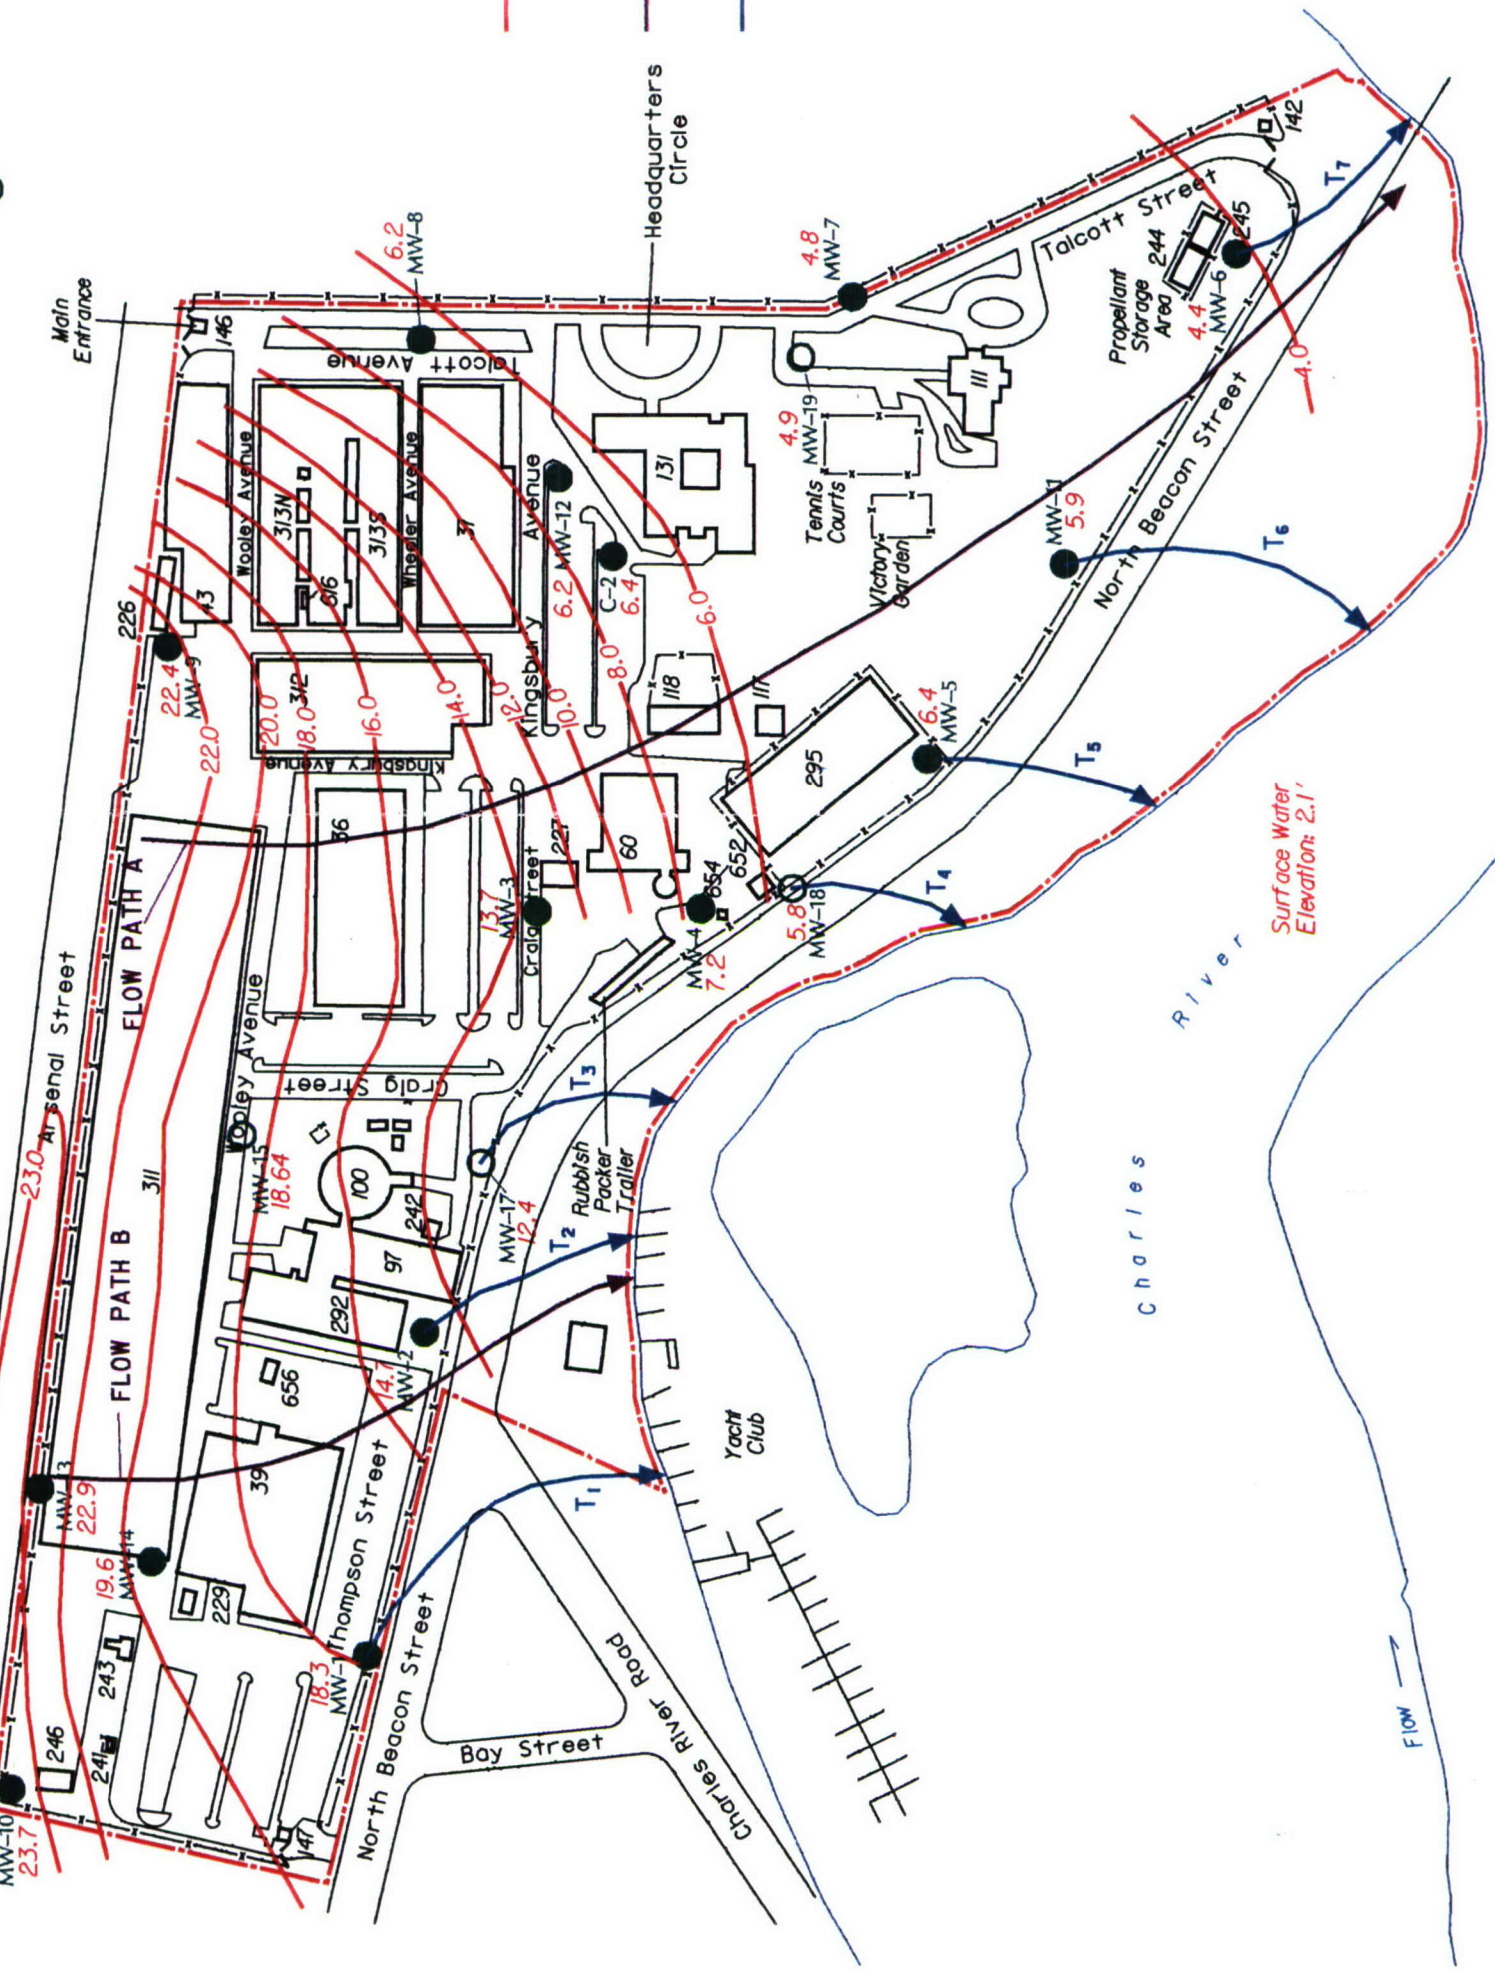 Main
Entrance
146
6.2
MW-8
Headquarters
Circle
Talcott Avenue
4.8
MW-7
142
Talcott Street
244
245
Propellant
Storage
Area
4.4
MW-6
T7
4.0
111
4.9
MW-19
Tennis
Courts
Victory
Garden
131
MW-11
5.9
North Beacon Street
T6
226
43
Wooley Avenue
313N
313S
616
Wheeler Avenue
37
Kingsbury Avenue
6.2
MW-12
C-2
6.4
22.4
MW-9
312
22.0
20.0
18.0
16.0
14.0
12.0
10.0
8.0
6.0
118
117
Kingsbury Avenue
295
6.4
MW-5
T5
Arsenal Street
FLOW PATH A
36
227
60
652
654
13.7
MW-3
Craig Street
MW-4
7.2
5.8
MW-18
T4
Surface Water
Elevation: 2.1'
Wooley Avenue
Craig Street
T3
Rubbish
Packer
Trailer
23.0
311
MW-15
18.64
100
242
MW-17
12.4
T2
FLOW PATH B
97
292
656
14.7
MW-2
39
Yacht
Club
Charles River
22.9
19.6
MW-14
229
T1
Thompson Street
18.3
MW-1
North Beacon Street
Charles River Road
Bay Street
243
241
246
147
MW-10
23.7
Flow